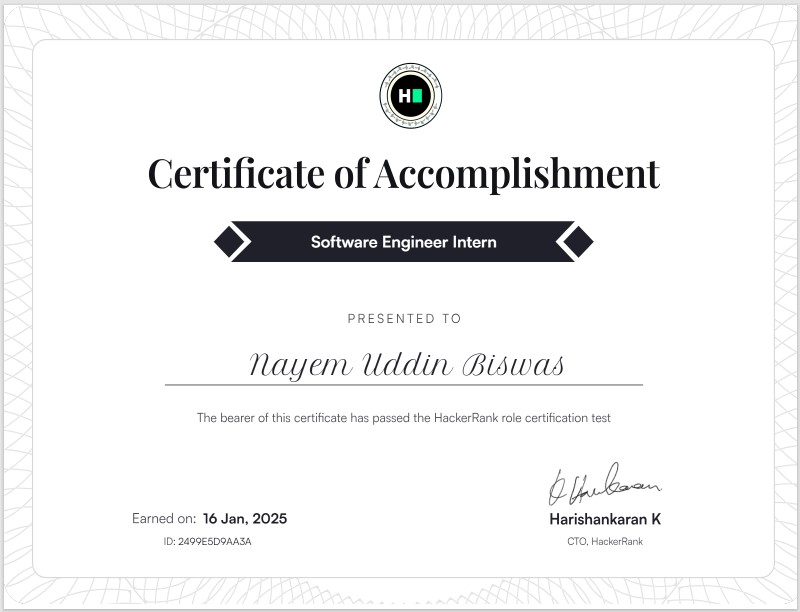 H
Certificate of Accomplishment
Software Engineer Intern
PRESENTED TO
Nayem Uddin Biswas
The bearer of this certificate has passed the HackerRank role certification test
Earned on: 16 Jan, 2025
ID: 2499E5D9AA3A
Harishankaran K
CTO, HackerRank